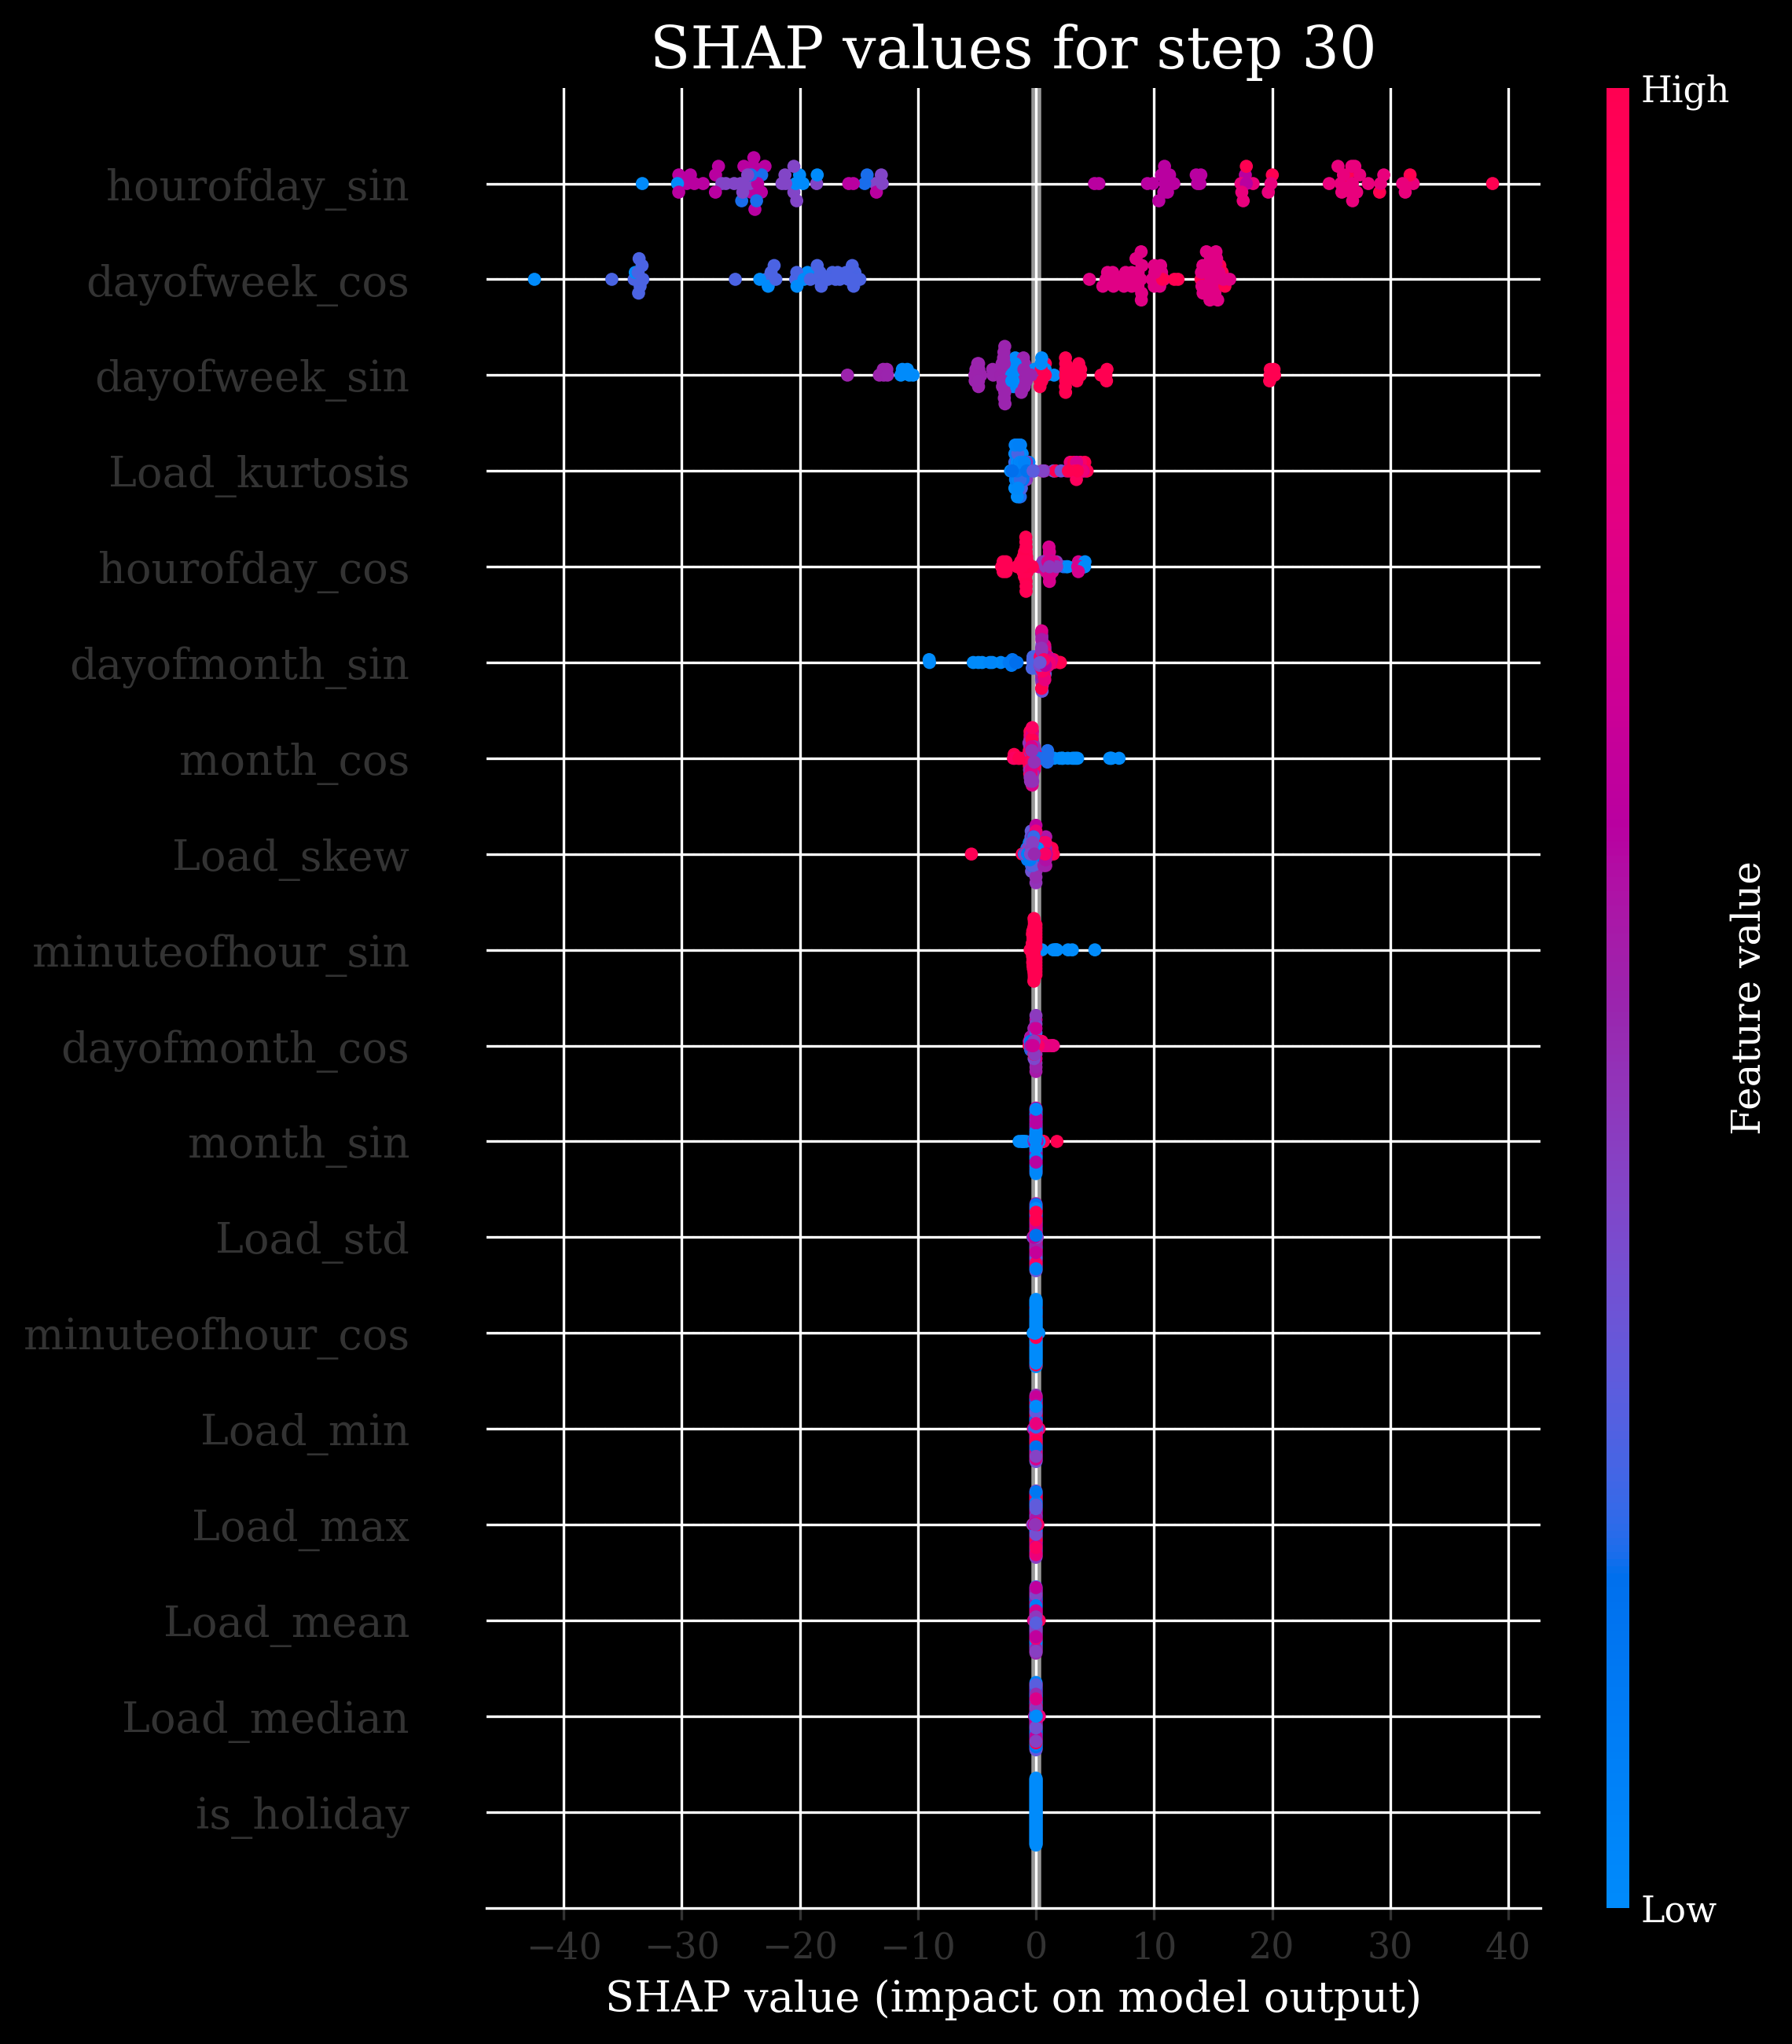 SHAP values for step 30
High
hourofday_sin
dayofweek_cos
dayofweek_sin
Load_kurtosis
hourofday_cos
dayofmonth_sin
month_cos
Load_skew
minuteofhour_sin
dayofmonth_cos
month_sin
Load_std
minuteofhour_cos
Load_min
Load_max
Load_mean
Load_median
is_holiday
Feature value
Low
−40 −30 −20 −10 0 10 20 30 40
SHAP value (impact on model output)